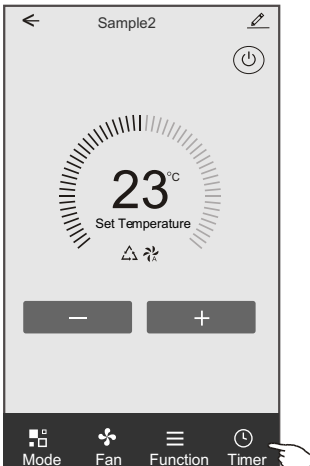 Sample2
23°C
Set Temperature
A
Mode Fan Function Timer